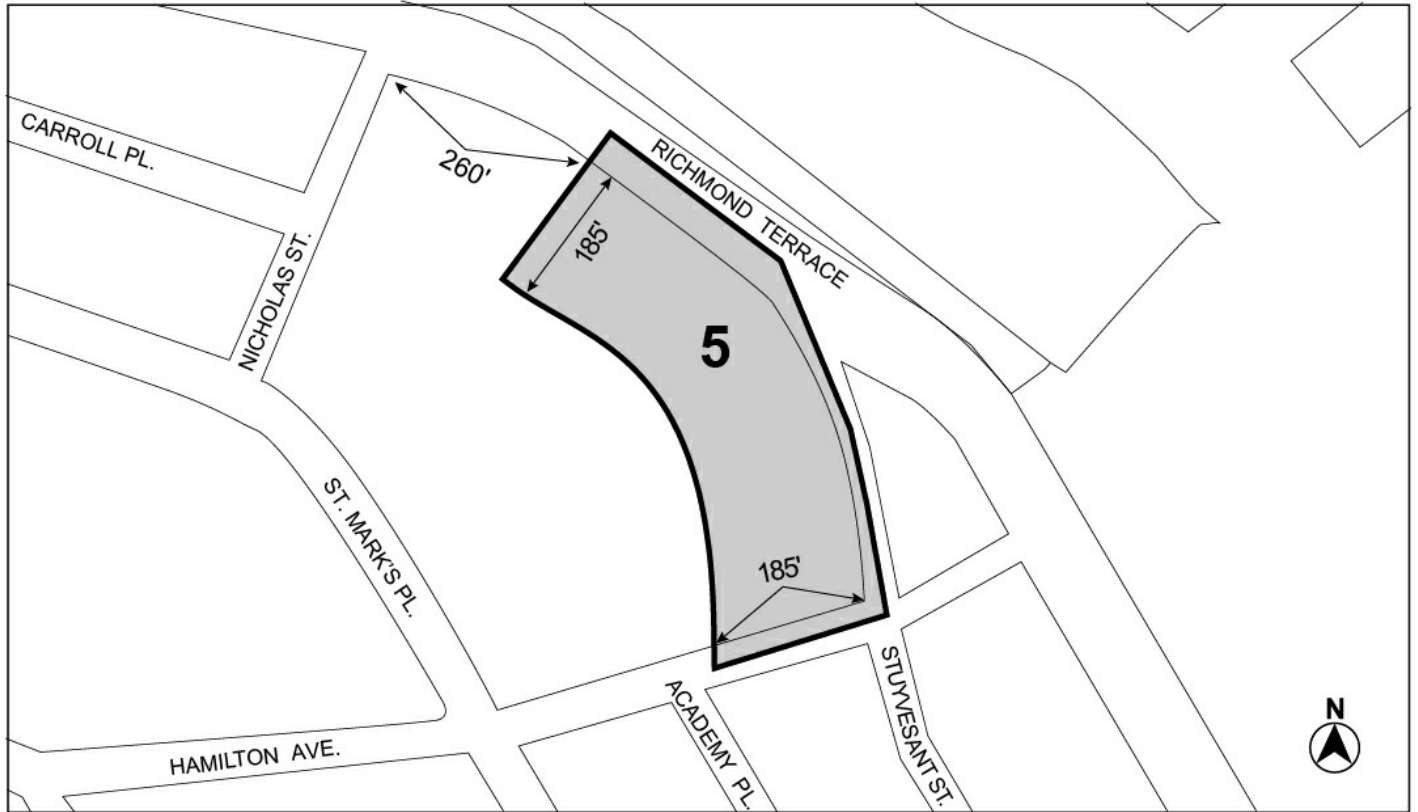 CARROLL PL.
260'
RICHMOND TERRACE
185'
NICHOLAS ST.
5
ST. MARK'S PL.
185'
STUYVESANT ST.
ACADEMY PL.
HAMILTON AVE.
N